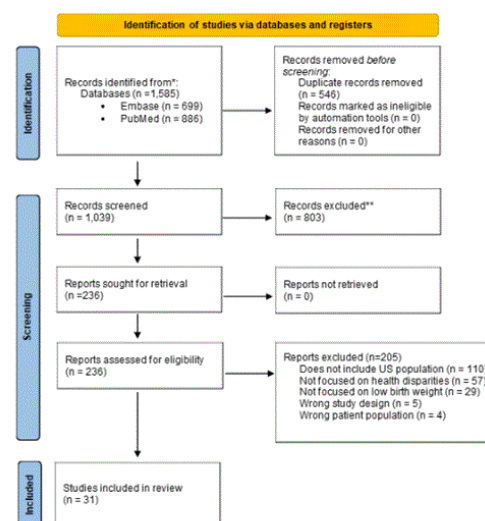 Identification of studies via databases and registers
Identification
Records identified from*:
Databases (n =1,585)
• Embase (n = 699)
• PubMed (n = 886)
Records removed before
screening:
Duplicate records removed
(n = 546)
Records marked as ineligible
by automation tools (n = 0)
Records removed for other
reasons (n = 0)
Screening
Records screened
(n = 1,039)
Records excluded**
(n = 803)
Reports sought for retrieval
(n =236)
Reports not retrieved
(n = 0)
Reports assessed for eligibility
(n = 236)
Reports excluded (n=205)
Does not include US population (n = 110)
Not focused on health disparities (n = 57)
Not focused on low birth weight (n = 29)
Wrong study design (n = 5)
Wrong patient population (n = 4)
Included
Studies included in review
(n = 31)